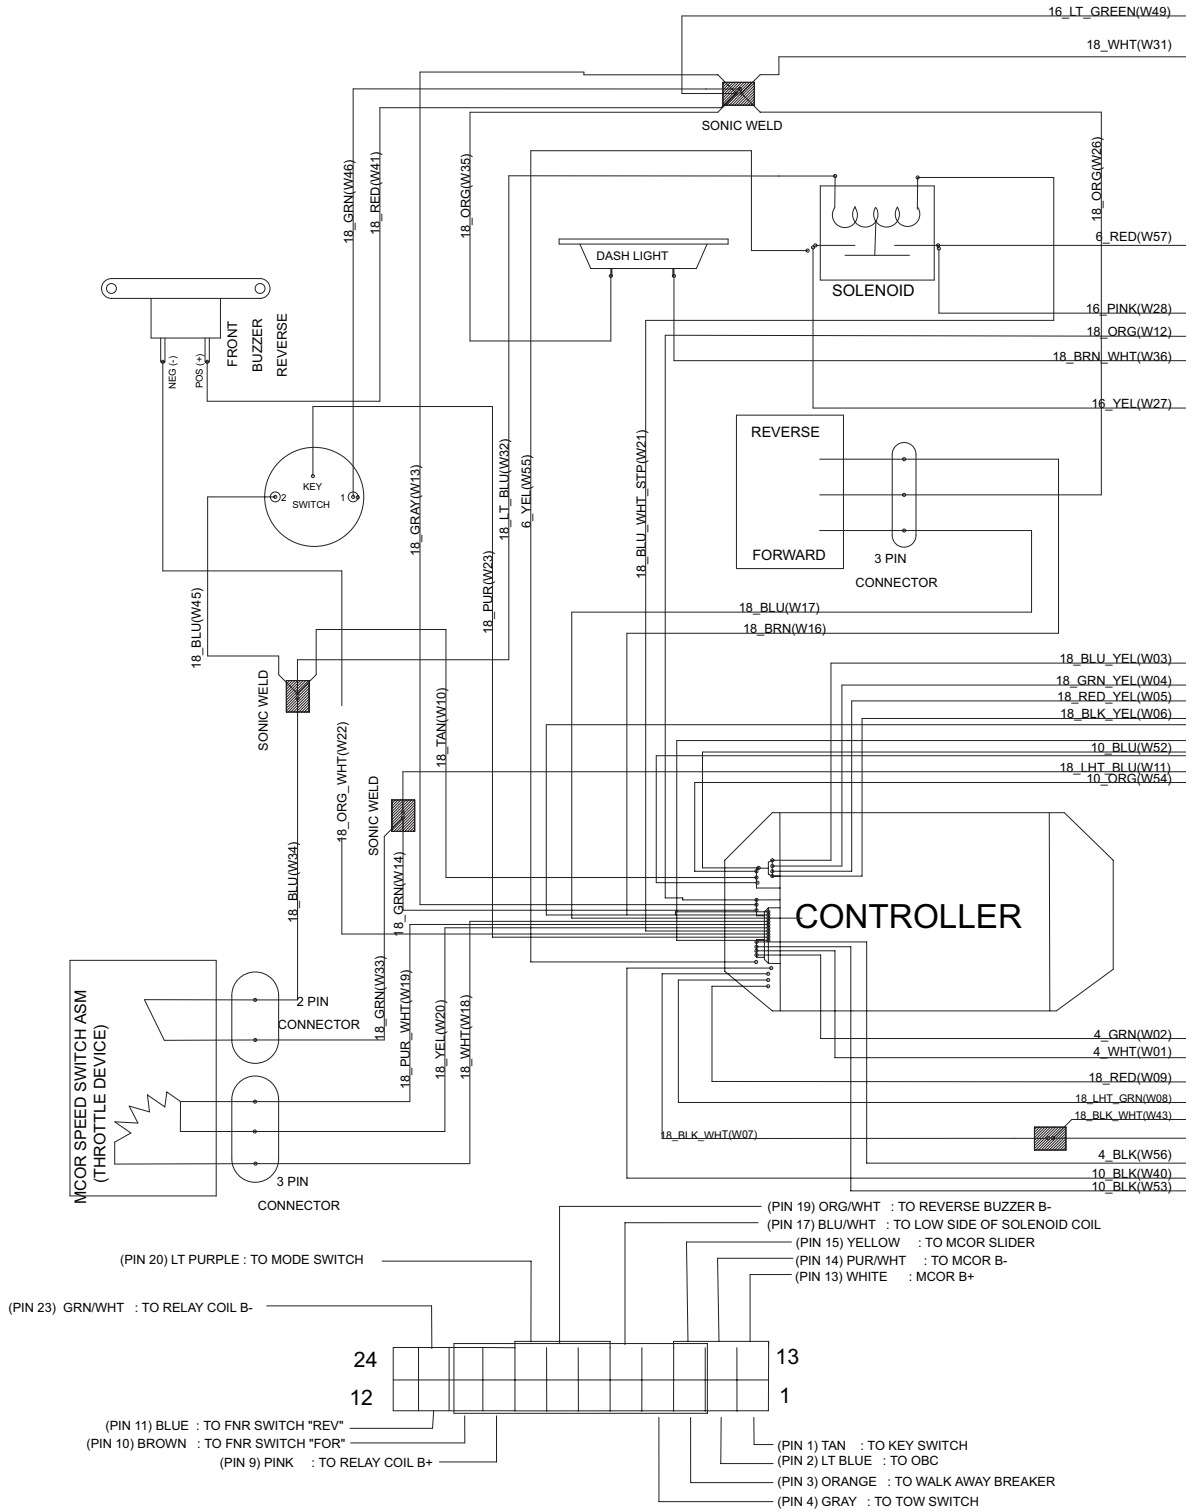 16_LT_GREEN(W49)
18_WHT(W31)
SONIC WELD
18_GRN(W46)
18_RED(W41)
18_ORG(W35)
18_ORG(W26)
DASH LIGHT
6_RED(W57)
SOLENOID
16_PINK(W28)
18_ORG(W12)
18_BRN_WHT(W36)
16_YEL(W27)
FRONT
BUZZER
REVERSE
NEG (-)
POS (+)
KEY
SWITCH
2
1
18_GRAY(W13)
18_PUR(W23)
18_LT_BLU(W32)
6_YEL(W55)
18_BLU_WHT_STP(W21)
REVERSE
FORWARD
3 PIN
CONNECTOR
18_BLU(W17)
18_BRN(W16)
18_BLU(W45)
SONIC WELD
18_TAN(W10)
18_ORG_WHT(W22)
SONIC WELD
18_BLU_YEL(W03)
18_GRN_YEL(W04)
18_RED_YEL(W05)
18_BLK_YEL(W06)
10_BLU(W52)
18_LHT_BLU(W11)
10_ORG(W54)
18_BLU(W34)
18_GRN(W14)
CONTROLLER
MCOR SPEED SWITCH ASM
(THROTTLE DEVICE)
2 PIN
CONNECTOR
18_GRN(W33)
18_PUR_WHT(W19)
18_YEL(W20)
18_WHT(W18)
3 PIN
CONNECTOR
4_GRN(W02)
4_WHT(W01)
18_RED(W09)
18_LHT_GRN(W08)
18_BLK_WHT(W43)
18_BLK_WHT(W07)
4_BLK(W56)
10_BLK(W40)
10_BLK(W53)
(PIN 19) ORG/WHT : TO REVERSE BUZZER B-
(PIN 17) BLU/WHT : TO LOW SIDE OF SOLENOID COIL
(PIN 15) YELLOW : TO MCOR SLIDER
(PIN 14) PUR/WHT : TO MCOR B-
(PIN 13) WHITE : MCOR B+
(PIN 20) LT PURPLE : TO MODE SWITCH
(PIN 23) GRN/WHT : TO RELAY COIL B-
24
13
12
1
(PIN 11) BLUE : TO FNR SWITCH "REV"
(PIN 10) BROWN : TO FNR SWITCH "FOR"
(PIN 9) PINK : TO RELAY COIL B+
(PIN 1) TAN : TO KEY SWITCH
(PIN 2) LT BLUE : TO OBC
(PIN 3) ORANGE : TO WALK AWAY BREAKER
(PIN 4) GRAY : TO TOW SWITCH